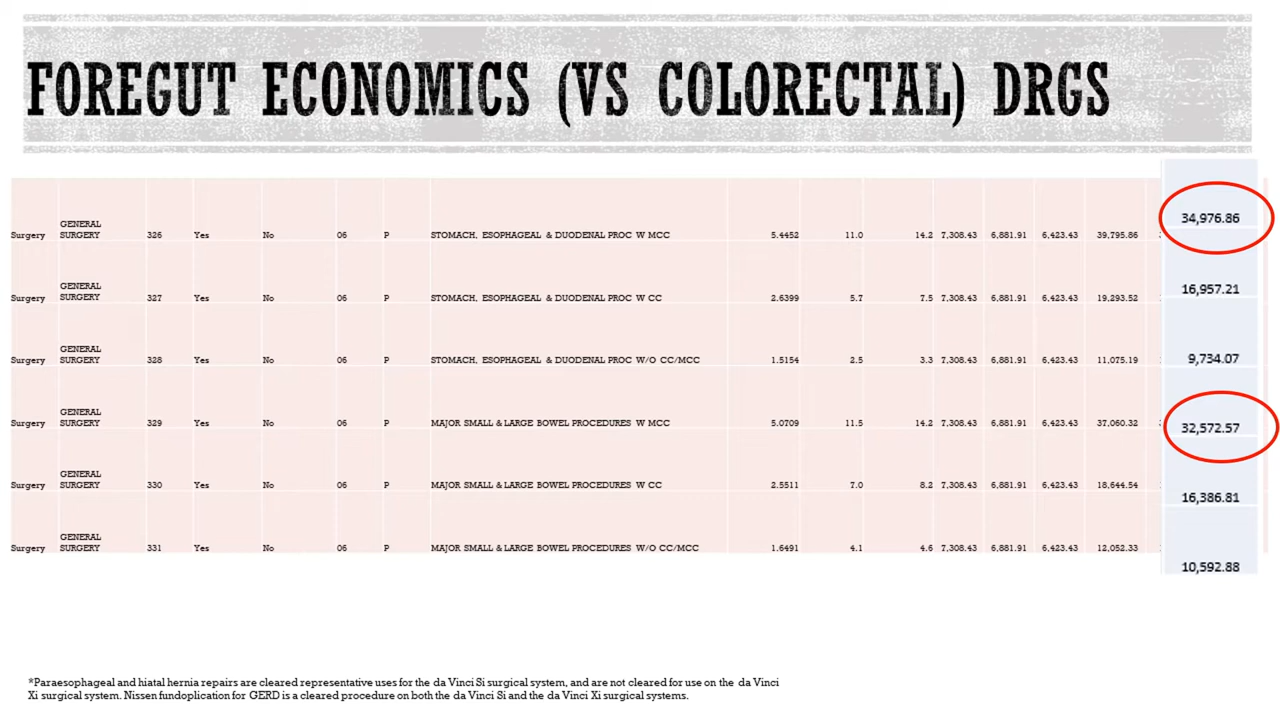 FOREGUT ECONOMICS (VS COLORECTAL) DRGS
34,976.86
GENERAL
Surgery SURGERY 326 Yes No 06 P STOMACH, ESOPHAGEAL & DUODENAL PROC W MCC 5.4452 11.0 14.2 7,308.43 6,881.91 6,423.43 39,795.86
GENERAL
16,957.21
Surgery SURGERY 327 Yes No 06 P STOMACH, ESOPHAGEAL & DUODENAL PROC W CC 2.6399 5.7 7.5 7,308.43 6,881.91 6,423.43 19,293.52
GENERAL
Surgery SURGERY 328 Yes No 06 P STOMACH, ESOPHAGEAL & DUODENAL PROC W/O CC/MCC 1.5154 2.5 3.3 7,308.43 6,881.91 6,423.43 11,075.19 9,734.07
GENERAL
Surgery SURGERY 329 Yes No 06 P MAJOR SMALL & LARGE BOWEL PROCEDURES W MCC 5.0709 11.5 14.2 7,308.43 6,881.91 6,423.43 37,060.32 32,572.57
GENERAL
Surgery SURGERY 330 Yes No 06 P MAJOR SMALL & LARGE BOWEL PROCEDURES W CC 2.5511 7.0 8.2 7,308.43 6,881.91 6,423.43 18,644.54
16,386.81
GENERAL
Surgery SURGERY 331 Yes No 06 P MAJOR SMALL & LARGE BOWEL PROCEDURES W/O CC/MCC 1.6491 4.1 4.6 7,308.43 6,881.91 6,423.43 12,052.33
10,592.88
*Paraesophageal and hiatal hernia repairs are cleared representative uses for the da Vinci Si surgical system, and are not cleared for use on the da Vinci
Xi surgical system. Nissen fundoplication for GERD is a cleared procedure on both the da Vinci Si and the da Vinci Xi surgical systems.